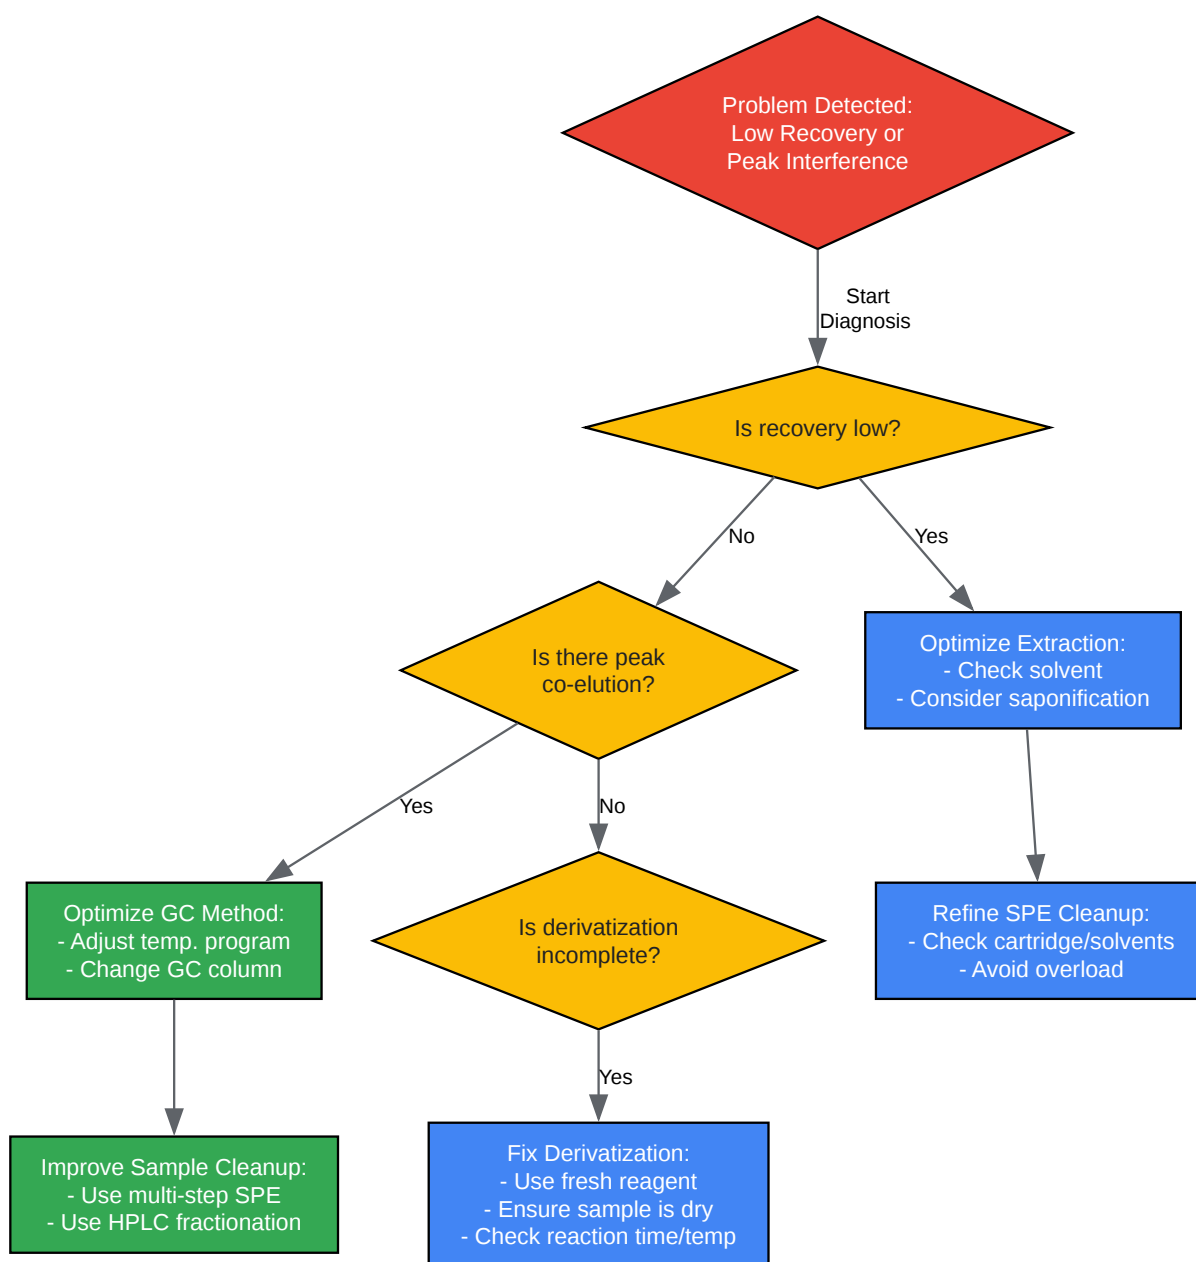 Problem Detected:
Low Recovery or
Peak Interference
Start
Diagnosis
Is recovery low?
No
Yes
Is there peak
co-elution?
Optimize Extraction:
- Check solvent
- Consider saponification
Yes
No
Optimize GC Method:
- Adjust temp. program
- Change GC column
Is derivatization
incomplete?
Refine SPE Cleanup:
- Check cartridge/solvents
- Avoid overload
Yes
Improve Sample Cleanup:
- Use multi-step SPE
- Use HPLC fractionation
Fix Derivatization:
- Use fresh reagent
- Ensure sample is dry
- Check reaction time/temp